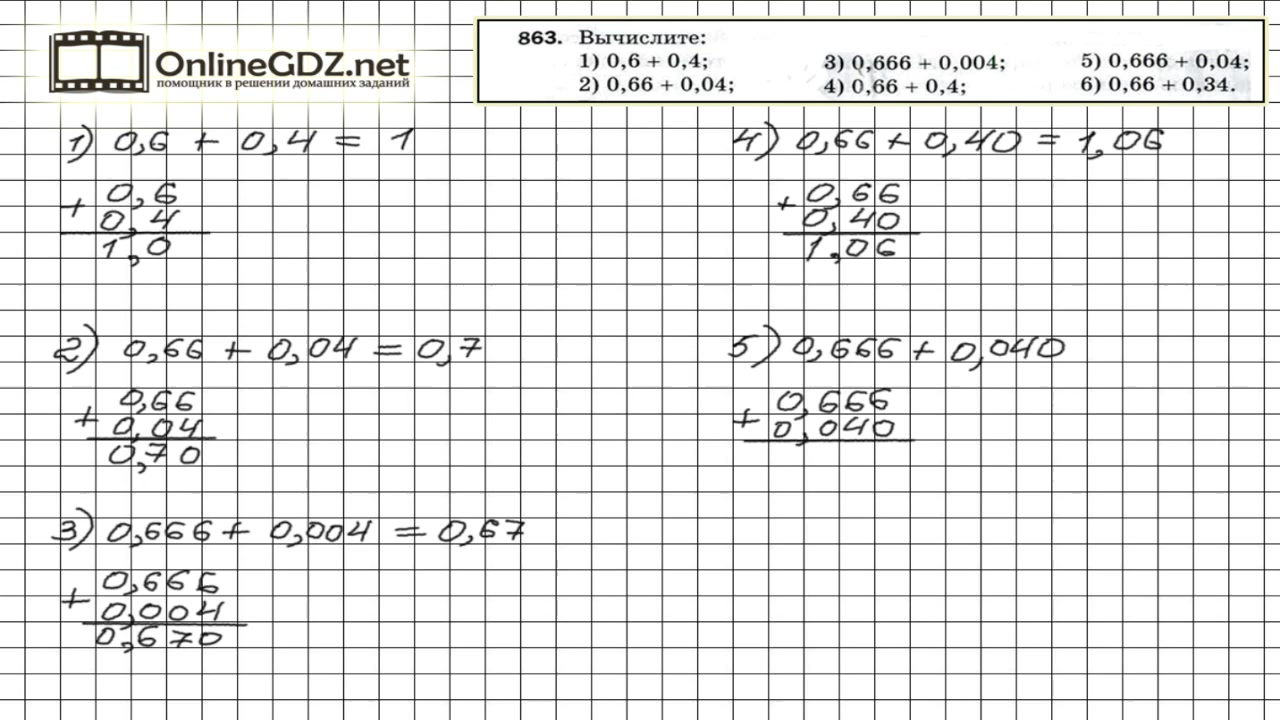 OnlineGDZ.net
помощник в решении домашних заданий
863. Вычислите:
1) 0,6 + 0,4;
2) 0,66 + 0,04;
3) 0,666 + 0,004;
4) 0,66 + 0,4;
5) 0,666 + 0,04;
6) 0,66 + 0,34.
1) 0,6 + 0,4 = 1
+ 0,6
0,4
1,0
2) 0,66 + 0,04 = 0,7
+ 0,66
0,04
0,70
3) 0,666 + 0,004 = 0,67
+ 0,666
0,004
0,670
4) 0,66 + 0,40 = 1,06
+ 0,66
0,40
1,06
5) 0,666 + 0,040
+ 0,666
0,040